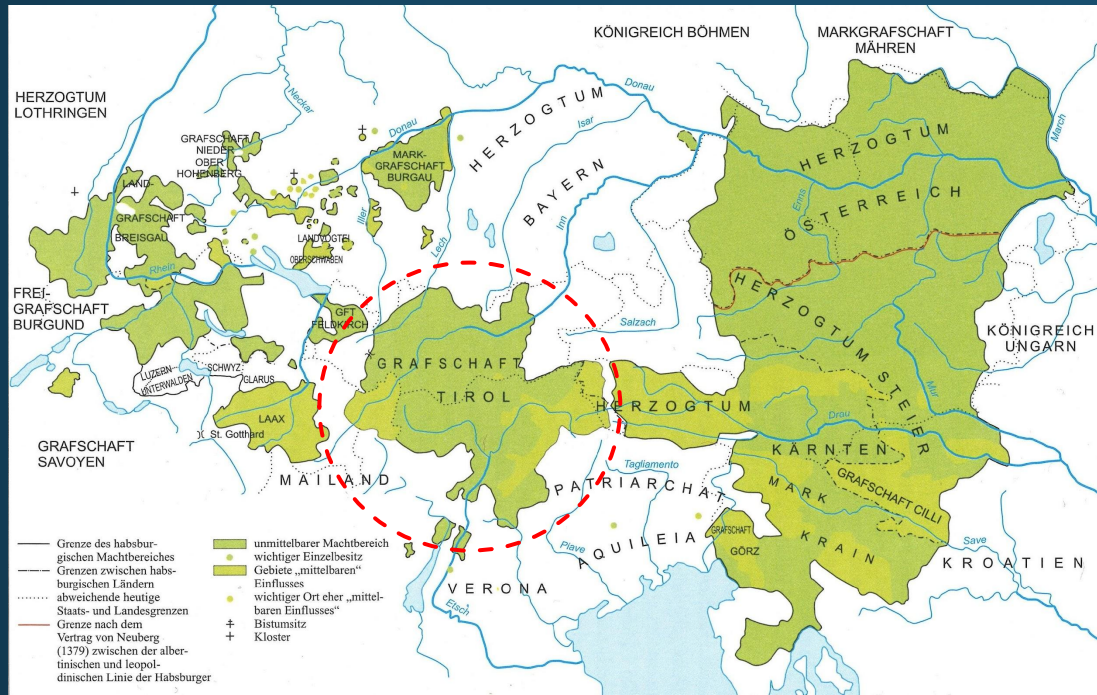 KÖNIGREICH BÖHMEN
MARKGRAFSCHAFT
MÄHREN
HERZOGTUM
LOTHRINGEN
Neckar
Donau
Donau
March
HERZOGTUM
Isar
BAYERN
Inn
GRAFSCHAFT
NIEDER
OBER
HOHENBERG
MARK-
GRAFSCHAFT
BURGAU
HERZOGTUM
ÖSTERREICH
Enns
LAND-
GRAFSCHAFT
BREISGAU
Iller
Lech
LANDVOGTEI
OBERSCHWABEN
Rhein
FREI-
GRAFSCHAFT
BURGUND
GFT
FELDKIRCH
Salzach
HERZOGTUM STEIER
KÖNIGREICH
UNGARN
Mur
LUZERN
UNTERWALDEN
SCHWYZ
GLARUS
GRAFSCHAFT
TIROL
HERZOGTUM
KÄRNTEN
Drau
LAAX
St. Gotthard
GRAFSCHAFT
SAVOYEN
MAILAND
Tagliamento
PATRIARCHAT
AQUILEIA
Piave
MARK
KRAIN
GRAFSCHAFT CILLI
GRAFSCHAFT
GÖRZ
Save
KROATIEN
VERONA
Etsch
Grenze des habsbur-
gischen Machtbereiches
Grenzen zwischen habs-
burgischen Ländern
abweichende heutige
Staats- und Landesgrenzen
Grenze nach dem
Vertrag von Neuberg
(1379) zwischen der alber-
tinischen und leopol-
dinischen Linie der Habsburger
unmittelbarer Machtbereich
wichtiger Einzelbesitz
Gebiete „mittelbaren"
Einflusses
wichtiger Ort eher „mittel-
baren Einflusses"
Bistumsitz
Kloster